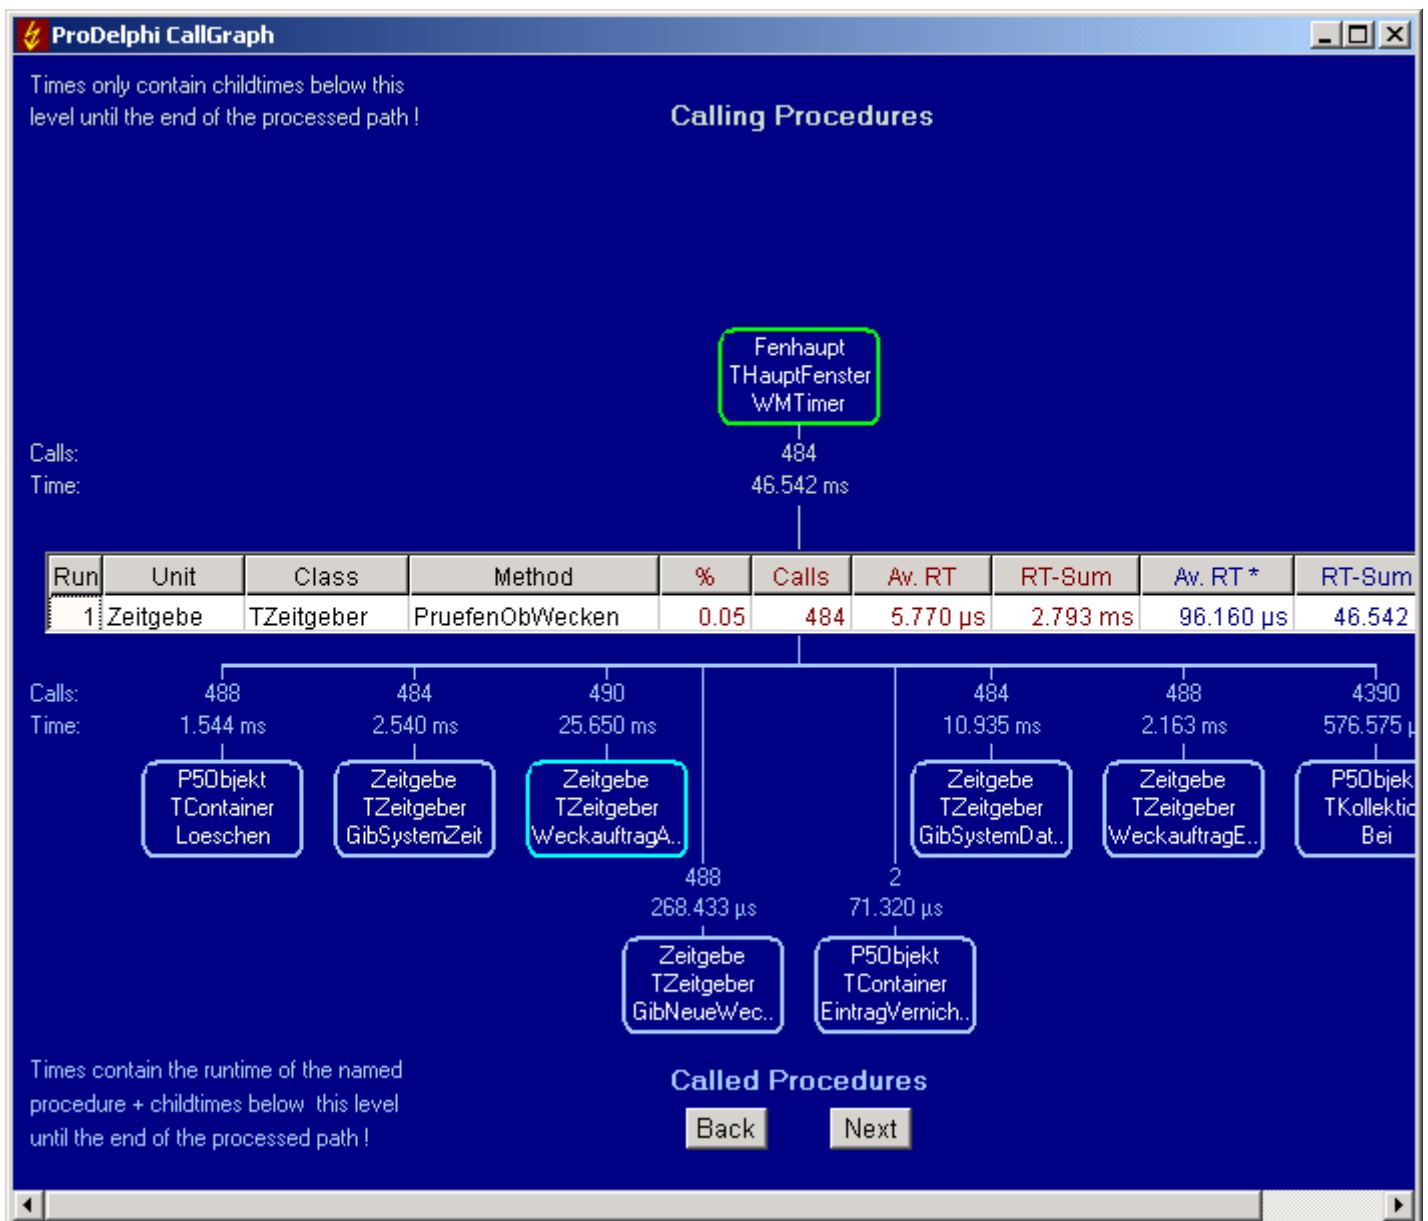 ProDelphi CallGraph
Times only contain childtimes below this
level until the end of the processed path !
Calling Procedures
Fenhaupt
THauptFenster
WMTimer
Calls: 484
Time: 46.542 ms
Run Unit Class Method % Calls Av. RT RT-Sum Av. RT * RT-Sum
1 Zeitgebe TZeitgeber PruefenObWecken 0.05 484 5.770 µs 2.793 ms 96.160 µs 46.542
Calls: 488 484 490 484 488 4390
Time: 1.544 ms 2.540 ms 25.650 ms 10.935 ms 2.163 ms 576.575 µ
P5Objekt Zeitgebe Zeitgebe Zeitgebe Zeitgebe P5Objek
TContainer TZeitgeber TZeitgeber TZeitgeber TZeitgeber TKollektic
Loeschen GibSystemZeit WeckauftragA.. GibSystemDat.. WeckauftragE.. Bei
488 2
268.433 µs 71.320 µs
Zeitgebe P5Objekt
TZeitgeber TContainer
GibNeueWec.. EintragVernich..
Times contain the runtime of the named
procedure + childtimes below this level
until the end of the processed path !
Called Procedures
Back Next